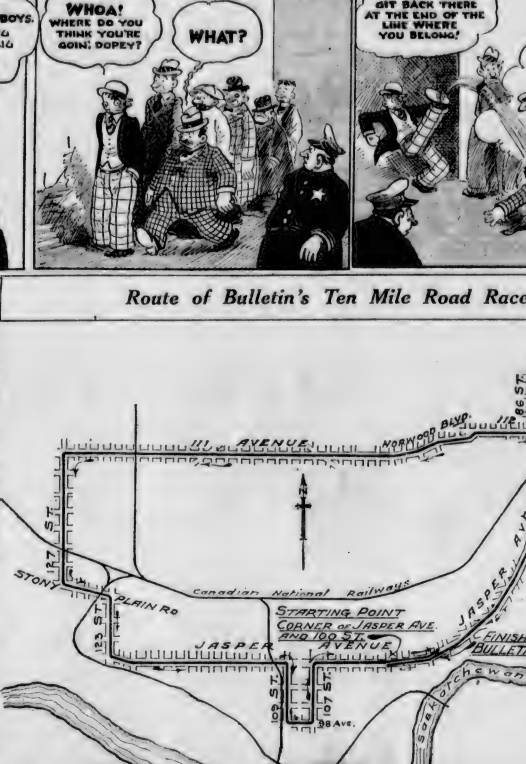 BOYS.
WHOA!
WHERE DO YOU
THINK YOU'RE
GOIN', DOPEY?
WHAT?
GIT BACK THERE
AT THE END OF THE
LINE WHERE
YOU BELONG!
Route of Bulletin's Ten Mile Road Race
86 ST.
112
NORWOOD BLVD.
111 AVENUE
N
127 ST.
STONY
PLAIN RD
Canadian National Railways
123 ST.
STARTING POINT
CORNER OF JASPER AVE.
AND 100 ST.
JASPER AVENUE
JASPER AVE
FINISH
BULLETIN
109 ST.
107 ST.
98 AVE.
Saskatchewan